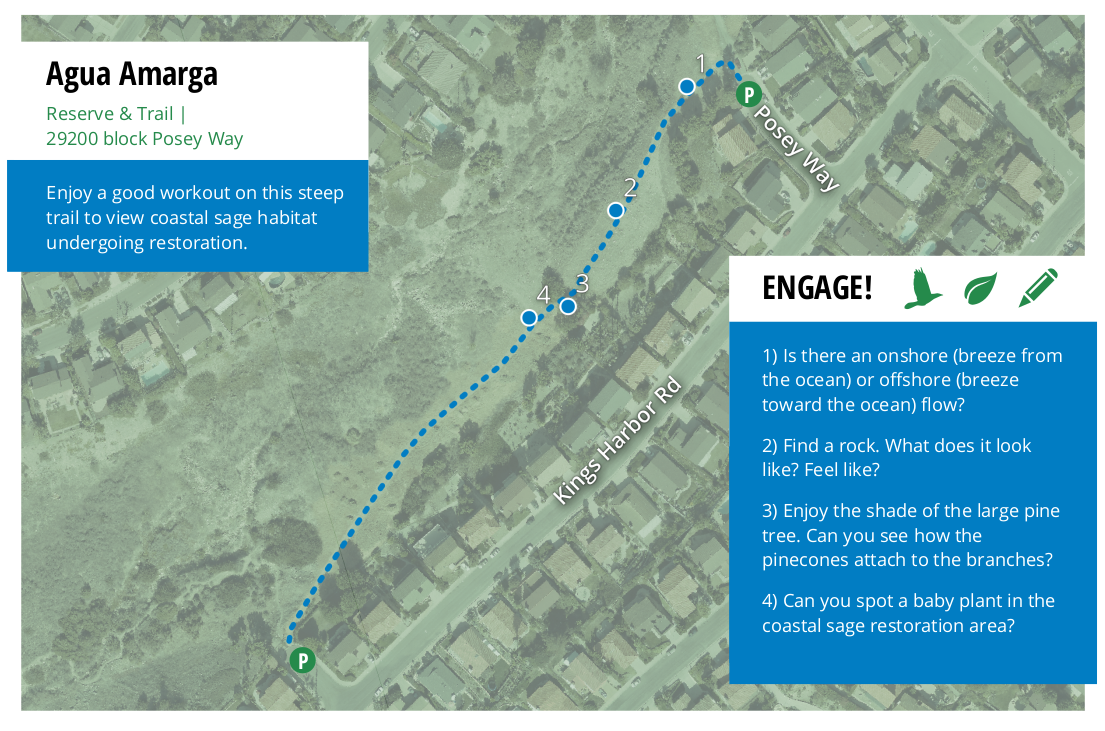 Agua Amarga
Reserve & Trail |
29200 block Posey Way
Enjoy a good workout on this steep
trail to view coastal sage habitat
undergoing restoration.
1
P
Posey Way
2
3
4
Kings Harbor Rd
P
ENGAGE!
1) Is there an onshore (breeze from
the ocean) or offshore (breeze
toward the ocean) flow?
2) Find a rock. What does it look
like? Feel like?
3) Enjoy the shade of the large pine
tree. Can you see how the
pinecones attach to the branches?
4) Can you spot a baby plant in the
coastal sage restoration area?